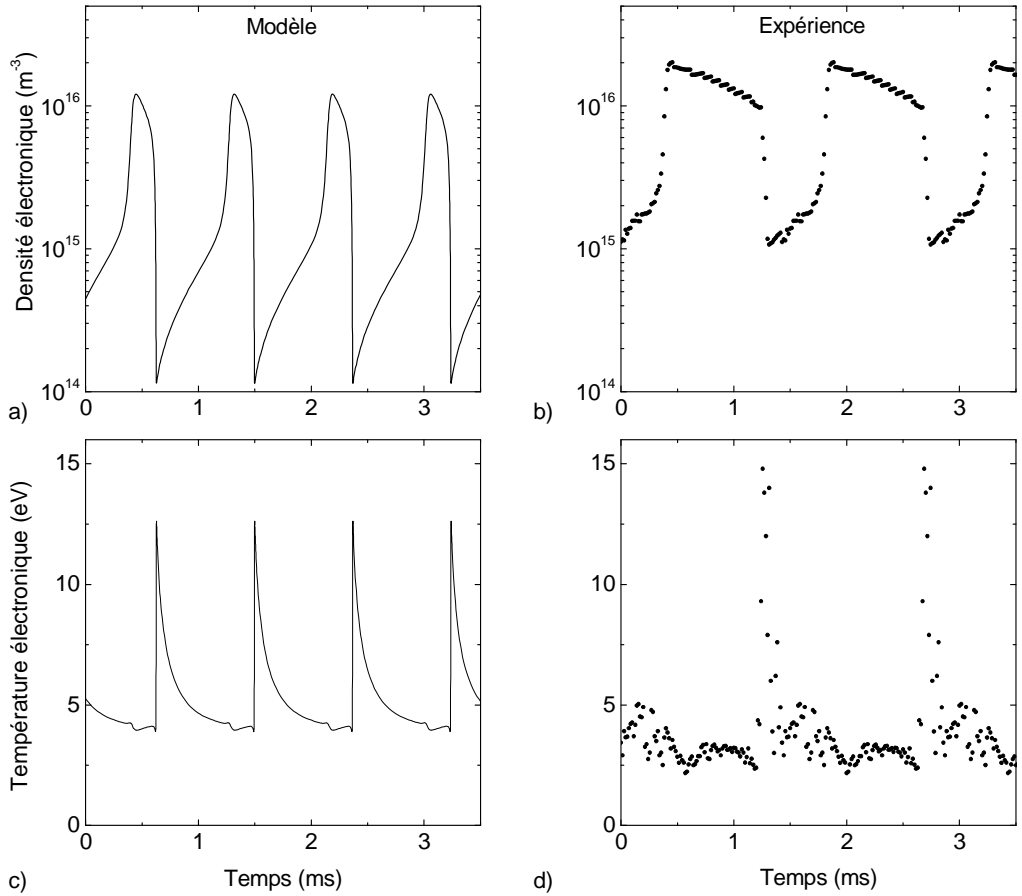 Modèle
Expérience
Densité électronique (m-3)
10^16
10^15
10^14
10^16
10^15
10^14
0 1 2 3
0 1 2 3
a)
b)
Température électronique (eV)
15
10
5
0
15
10
5
0
0 1 2 3
0 1 2 3
c)
Temps (ms)
d)
Temps (ms)